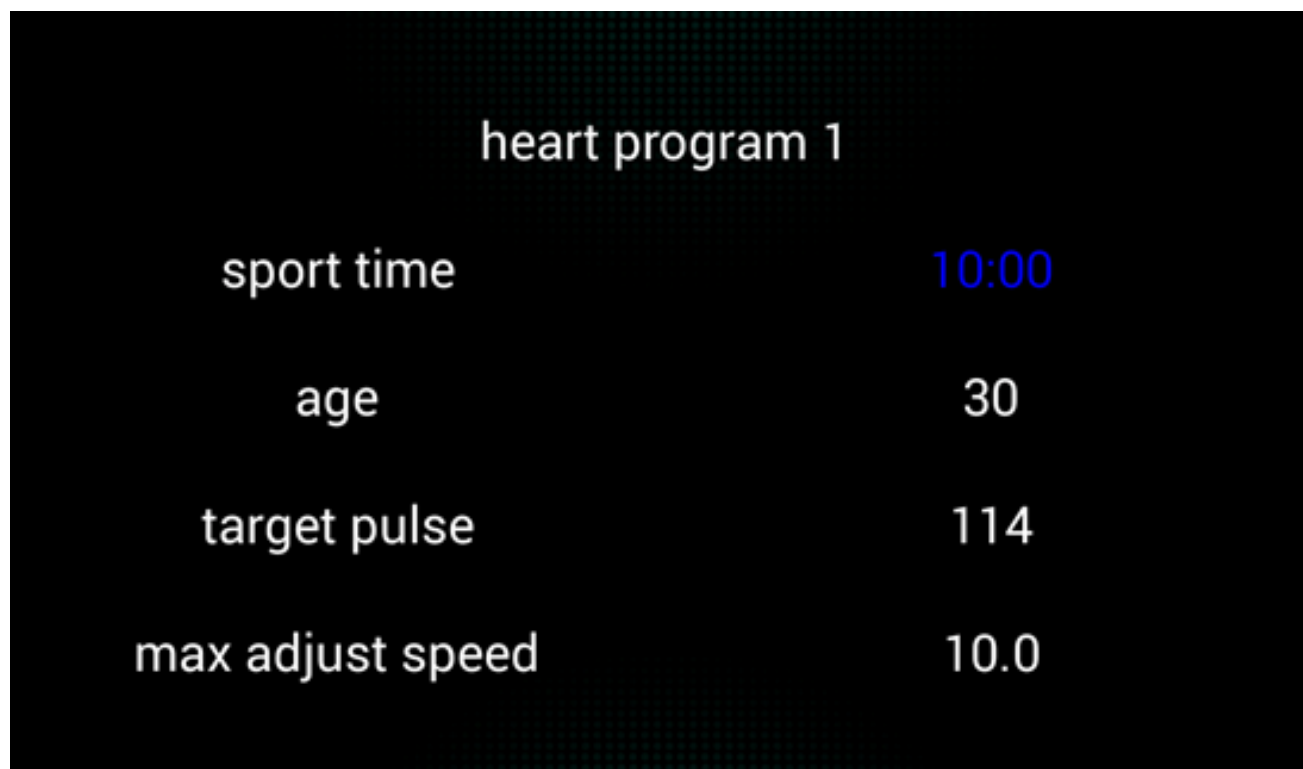 heart program 1
sport time 10:00
age 30
target pulse 114
max adjust speed 10.0